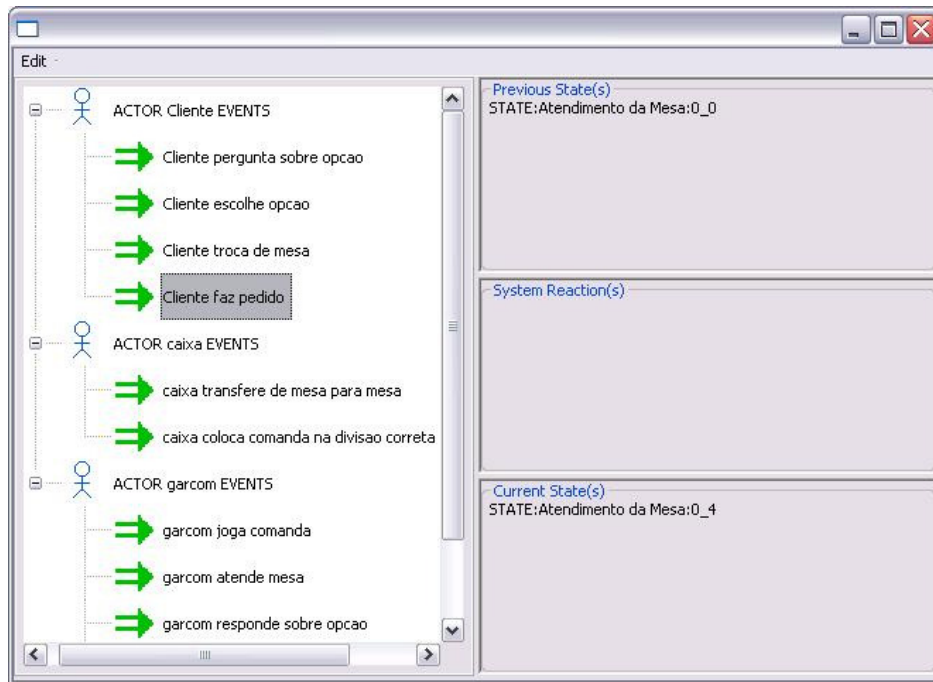 Edit
ACTOR Cliente EVENTS
Cliente pergunta sobre opcao
Cliente escolhe opcao
Cliente troca de mesa
Cliente faz pedido
ACTOR caixa EVENTS
caixa transfere de mesa para mesa
caixa coloca comanda na divisao correta
ACTOR garcom EVENTS
garcom joga comanda
garcom atende mesa
garcom responde sobre opcao
Previous State(s)
STATE:Atendimento da Mesa:0_0
System Reaction(s)
Current State(s)
STATE:Atendimento da Mesa:0_4